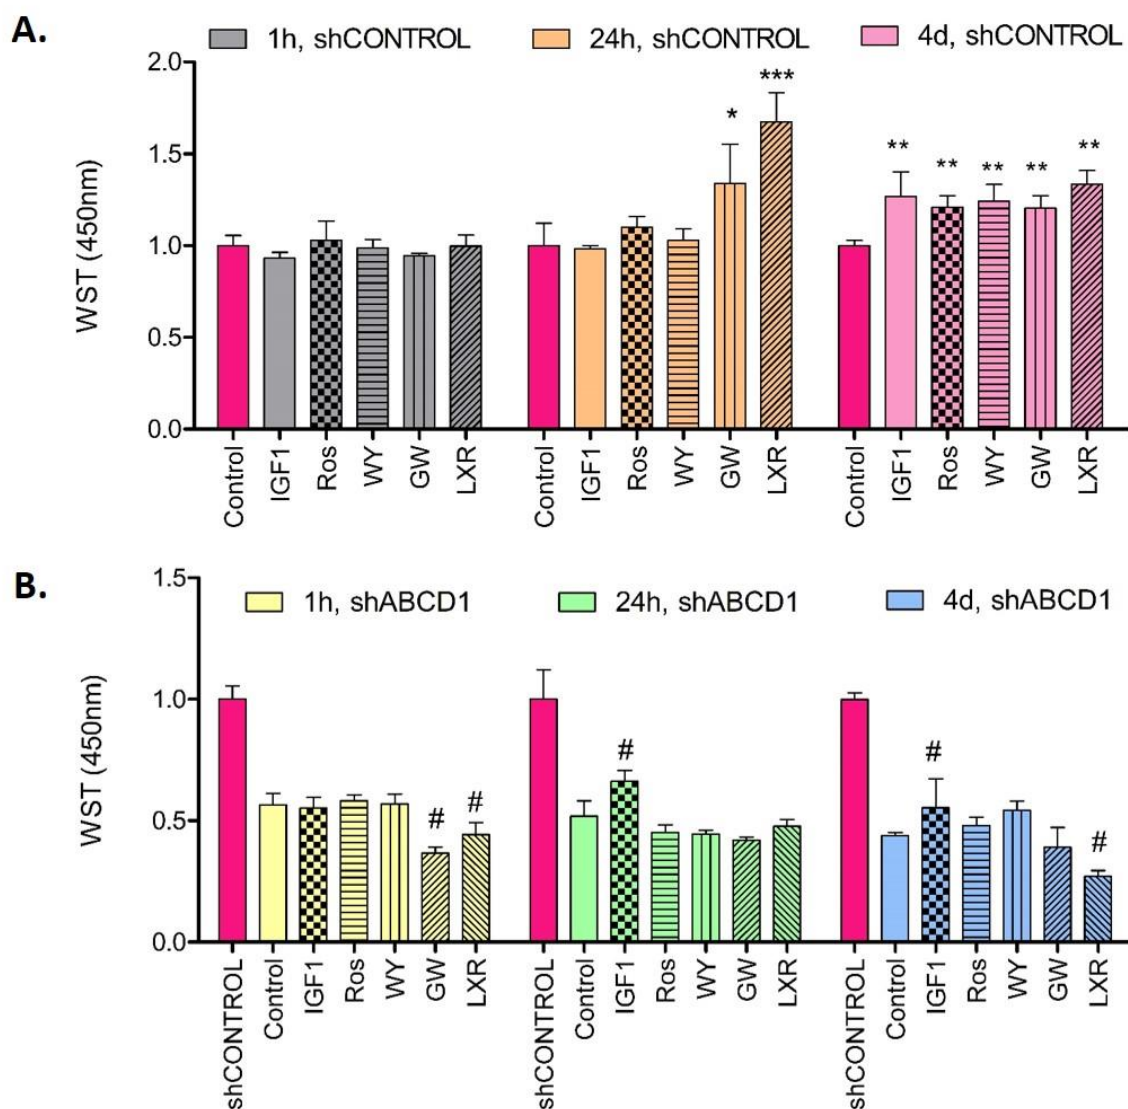 A.
1h, shCONTROL
24h, shCONTROL
4d, shCONTROL
WST (450nm)
2.0
1.5
1.0
0.5
0.0
*
***
**
**
**
**
**
Control
IGF1
Ros
WY
GW
LXR
Control
IGF1
Ros
WY
GW
LXR
Control
IGF1
Ros
WY
GW
LXR
B.
1h, shABCD1
24h, shABCD1
4d, shABCD1
WST (450nm)
1.5
1.0
0.5
0.0
#
#
#
#
#
shCONTROL
Control
IGF1
Ros
WY
GW
LXR
shCONTROL
Control
IGF1
Ros
WY
GW
LXR
shCONTROL
Control
IGF1
Ros
WY
GW
LXR